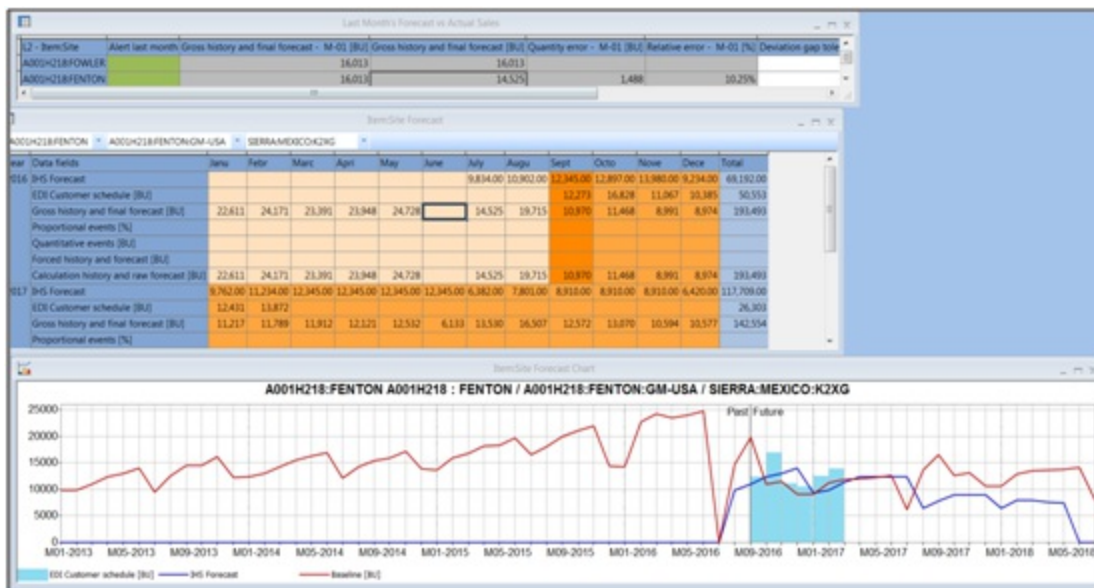 Last Month's Forecast vs Actual Sales
L2 - Item:Site Alert last month Gross history and final forecast - M-01 [BU] Gross history and final forecast [BU] Quantity error - M-01 [BU] Relative error - M-01 [%] Deviation gap tole
A001H218:FOWLER 16,013 16,013
A001H218:FENTON 16,013 14,525 1,488 10.25%
Item:Site Forecast
A001H218:FENTON A001H218:FENTON:GM-USA SIERRA:MEXICO:K2XG
ear Data fields Janu Febr Marc Apri May June July Augu Sept Octo Nove Dece Total
2016 IHS Forecast 9,834.00 10,902.00 12,345.00 12,897.00 13,980.00 9,234.00 69,192.00
EDI Customer schedule [BU] 12,273 16,828 11,067 10,385 50,553
Gross history and final forecast [BU] 22,611 24,171 23,391 23,948 24,728 14,525 19,715 10,970 11,468 8,991 8,974 193,493
Proportional events [%]
Quantitative events [BU]
Forced history and forecast [BU]
Calculation history and raw forecast [BU] 22,611 24,171 23,391 23,948 24,728 14,525 19,715 10,970 11,468 8,991 8,974 193,493
2017 IHS Forecast 9,762.00 11,234.00 12,345.00 12,345.00 12,345.00 12,345.00 6,382.00 7,801.00 8,910.00 8,910.00 8,910.00 6,420.00 117,709.00
EDI Customer schedule [BU] 12,431 13,872 26,303
Gross history and final forecast [BU] 11,217 11,789 11,912 12,121 12,532 6,133 13,530 16,507 12,572 13,070 10,594 10,577 142,554
Proportional events [%]
Item:Site Forecast Chart
A001H218:FENTON A001H218 : FENTON / A001H218:FENTON:GM-USA / SIERRA:MEXICO:K2XG
Past Future
25000
20000
15000
10000
5000
0
M01-2013 M05-2013 M09-2013 M01-2014 M05-2014 M09-2014 M01-2015 M05-2015 M09-2015 M01-2016 M05-2016 M09-2016 M01-2017 M05-2017 M09-2017 M01-2018 M05-2018
EDI Customer schedule [BU] IHS Forecast Baseline [BU]